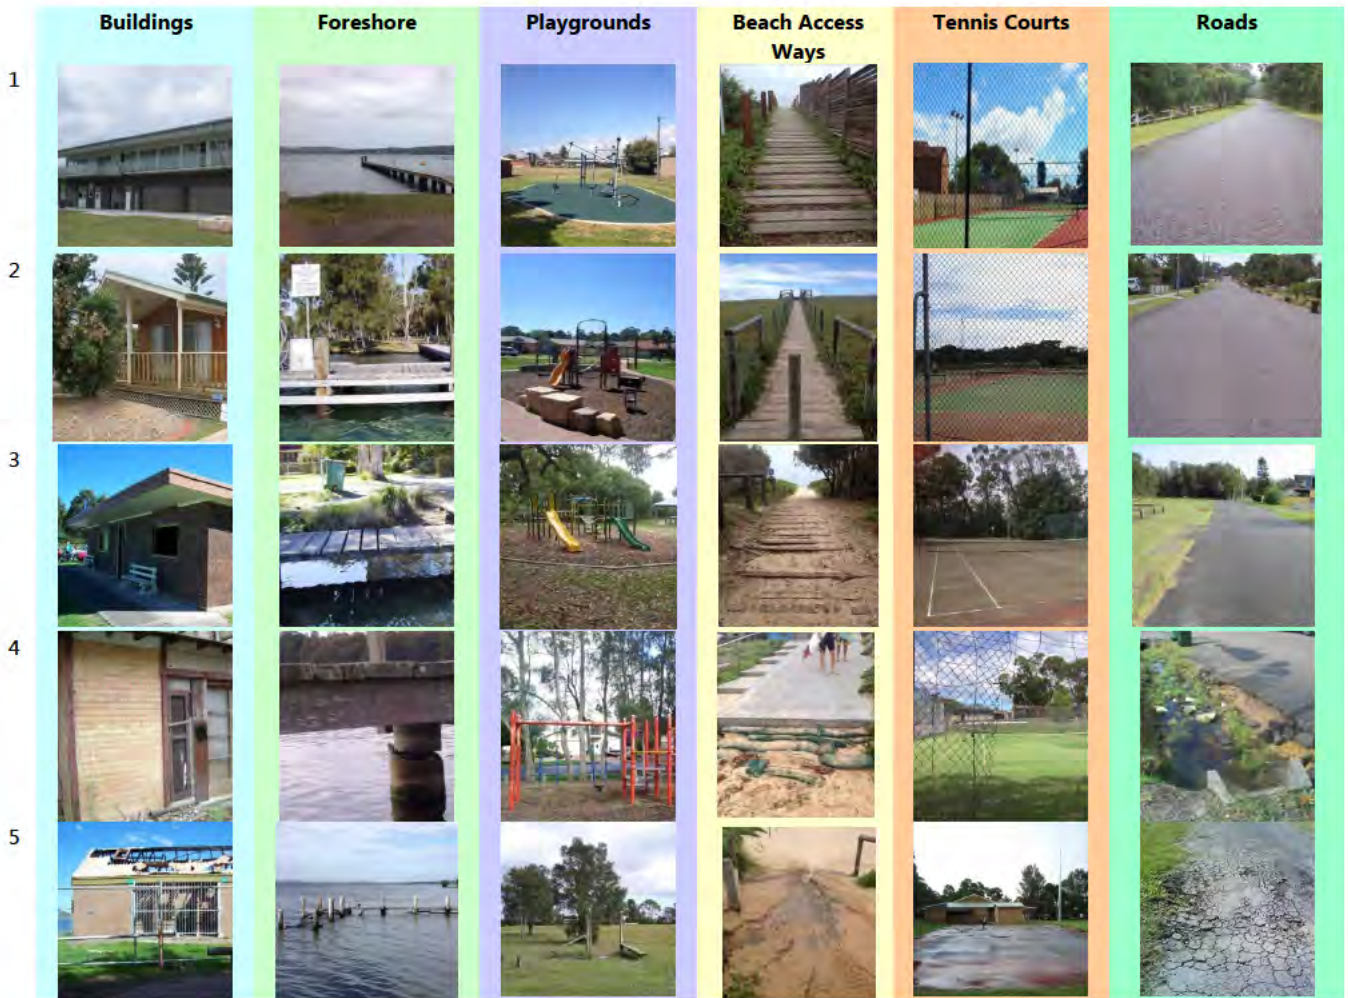 Buildings
Foreshore
Playgrounds
Beach Access
Ways
Tennis Courts
Roads
1
2
3
4
5